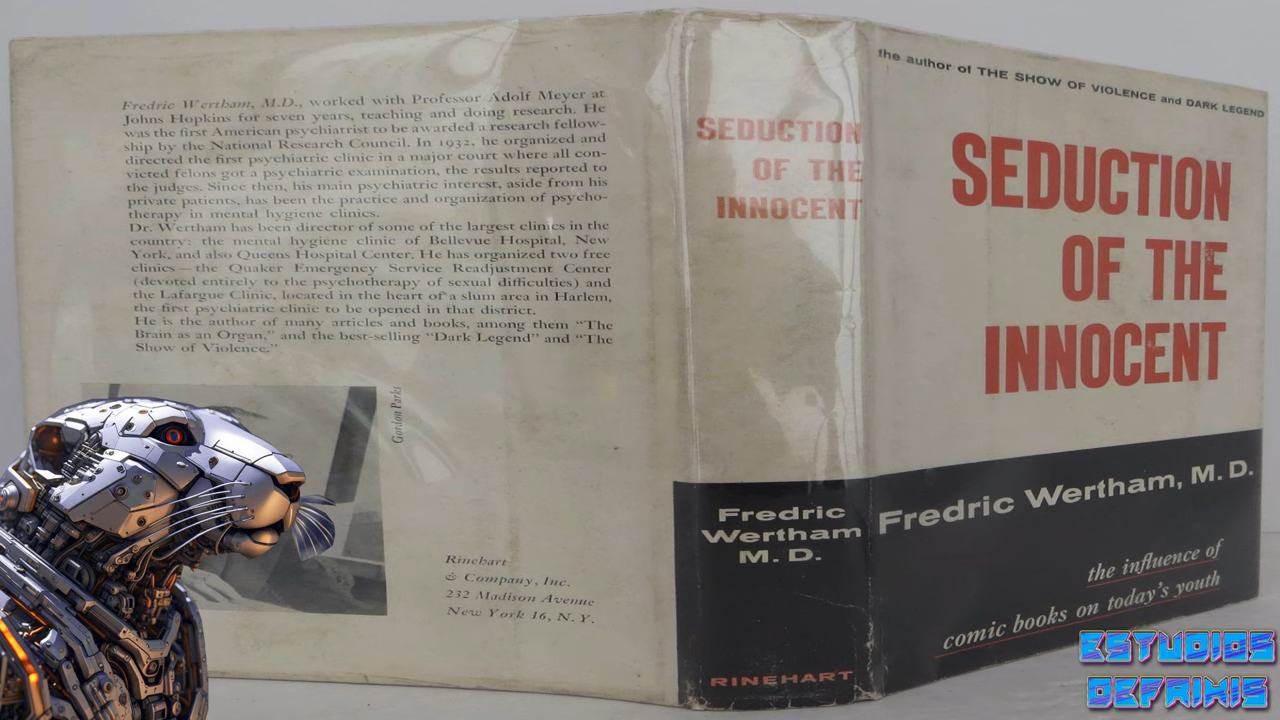 Fredric Wertham, M.D., worked with Professor Adolf Meyer at
Johns Hopkins for seven years, teaching and doing research. He
was the first American psychiatrist to be awarded a research fellow-
ship by the National Research Council. In 1932, he organized and
directed the first psychiatric clinic in a major court where all con-
victed felons got a psychiatric examination, the results reported to
the judges. Since then, his main psychiatric interest, aside from his
private patients, has been the practice and organization of psycho-
therapy in mental hygiene clinics.
Dr. Wertham has been director of some of the largest clinics in the
country: the mental hygiene clinic of Bellevue Hospital, New
York, and also Queens Hospital Center. He has organized two free
clinics — the Quaker Emergency Service Readjustment Center
(devoted entirely to the psychotherapy of sexual difficulties) and
the Lafargue Clinic, located in the heart of a slum area in Harlem,
the first psychiatric clinic to be opened in that district.
He is the author of many articles and books, among them “The
Brain as an Organ,” and the best-selling “Dark Legend” and “The
Show of Violence.”
Gordon Parks
Rinehart
& Company, Inc.
232 Madison Avenue
New York 16, N.Y.
SEDUCTION
OF THE
INNOCENT
Fredric
Wertham
M. D.
RINEHART
the author of THE SHOW OF VIOLENCE and DARK LEGEND
SEDUCTION
OF THE
INNOCENT
Fredric Wertham, M. D.
the influence of
comic books on today's youth
ESTUDIOS
DEFRIKIS